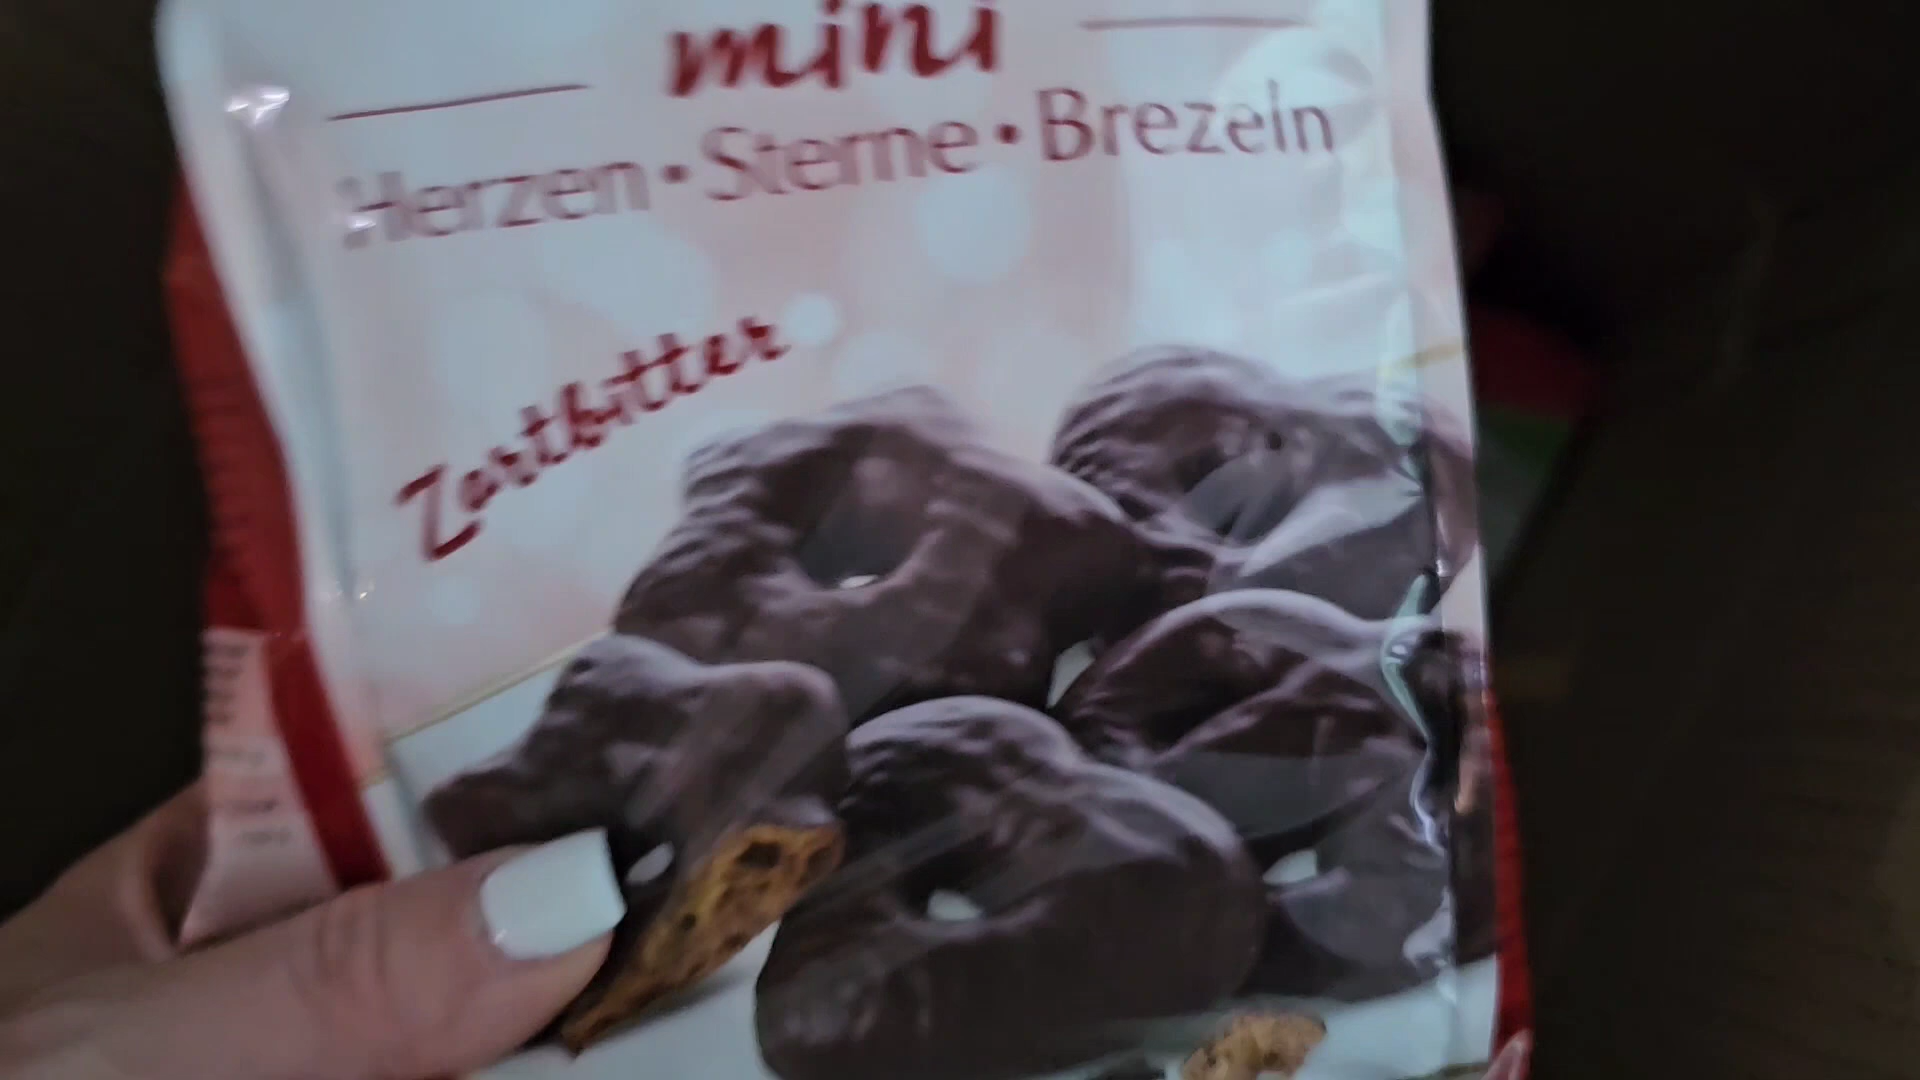 mini
Herzen • Sterne • Brezeln
Zartbitter